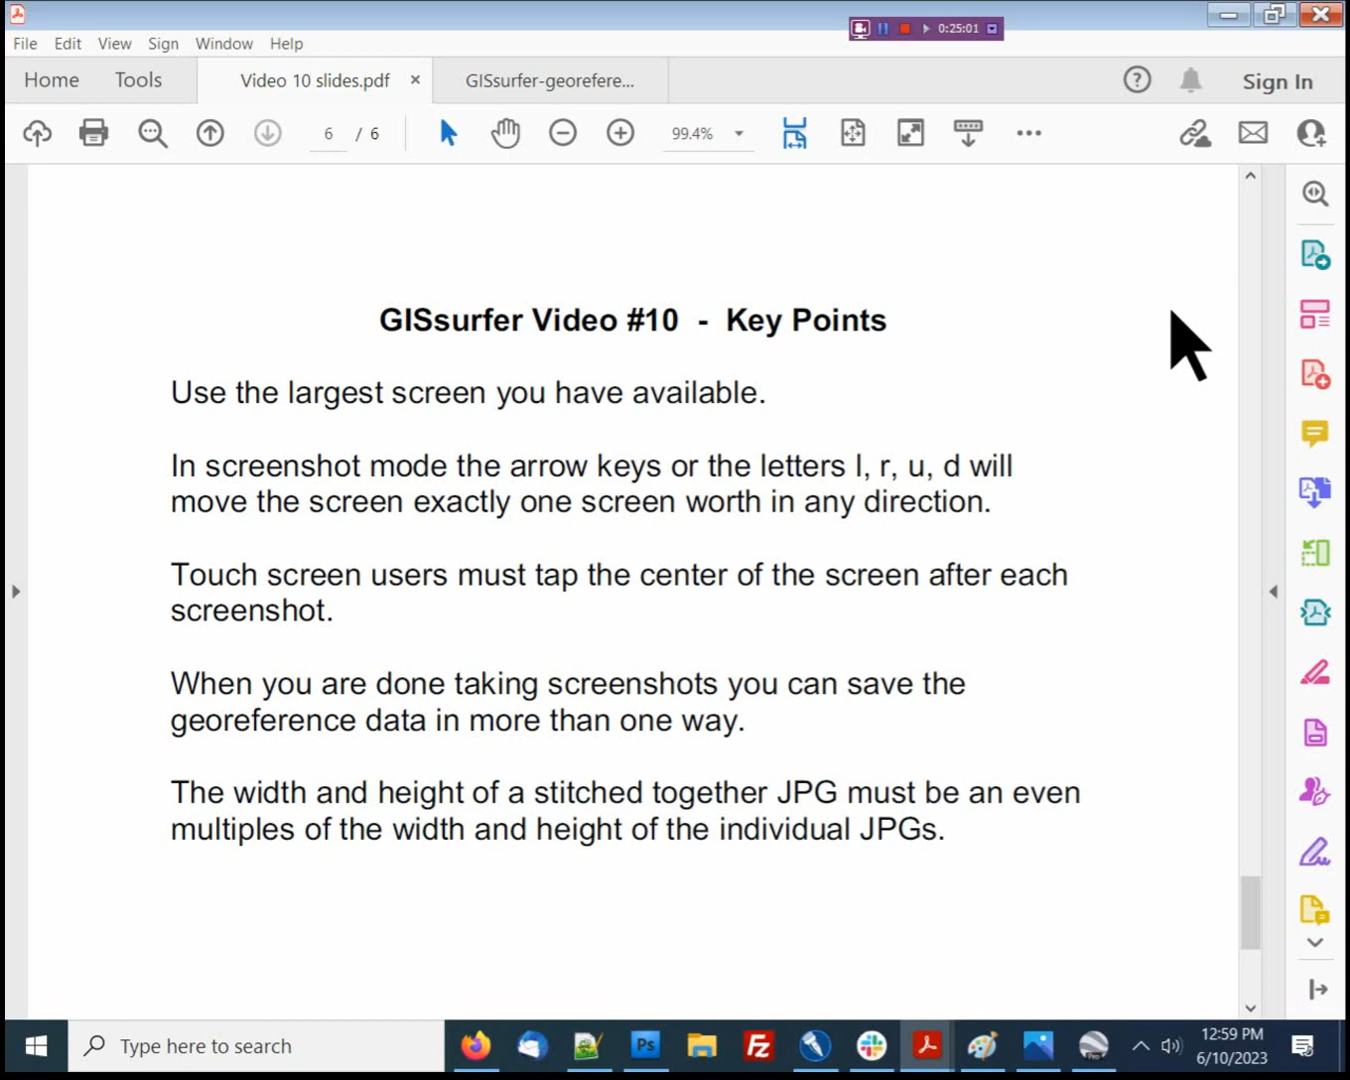 0:25:01
File Edit View Sign Window Help
Home Tools Video 10 slides.pdf × GISsurfer-georefere... Sign In
6 / 6 99.4%
GISsurfer Video #10 - Key Points
Use the largest screen you have available.
In screenshot mode the arrow keys or the letters l, r, u, d will
move the screen exactly one screen worth in any direction.
Touch screen users must tap the center of the screen after each
screenshot.
When you are done taking screenshots you can save the
georeference data in more than one way.
The width and height of a stitched together JPG must be an even
multiples of the width and height of the individual JPGs.
Type here to search Ps Fz Pro 12:59 PM
6/10/2023